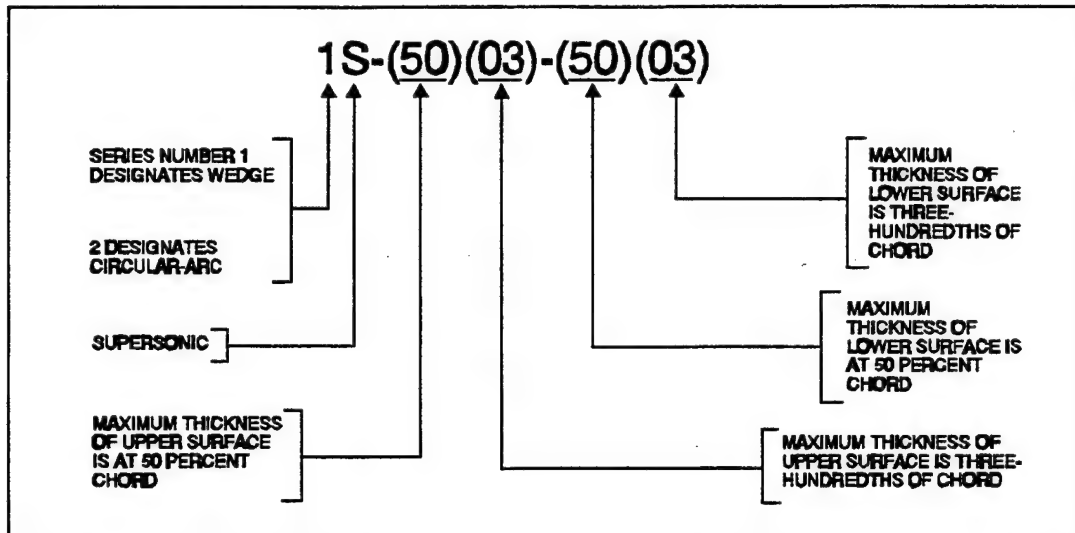 1S-(50)(03)-(50)(03)
SERIES NUMBER 1
DESIGNATES WEDGE
2 DESIGNATES
CIRCULAR-ARC
SUPERSONIC
MAXIMUM THICKNESS
OF UPPER SURFACE
IS AT 50 PERCENT
CHORD
MAXIMUM
THICKNESS OF
LOWER SURFACE
IS THREE-
HUNDREDTHS OF
CHORD
MAXIMUM
THICKNESS OF
LOWER SURFACE IS
AT 50 PERCENT
CHORD
MAXIMUM THICKNESS OF
UPPER SURFACE IS THREE-
HUNDREDTHS OF CHORD